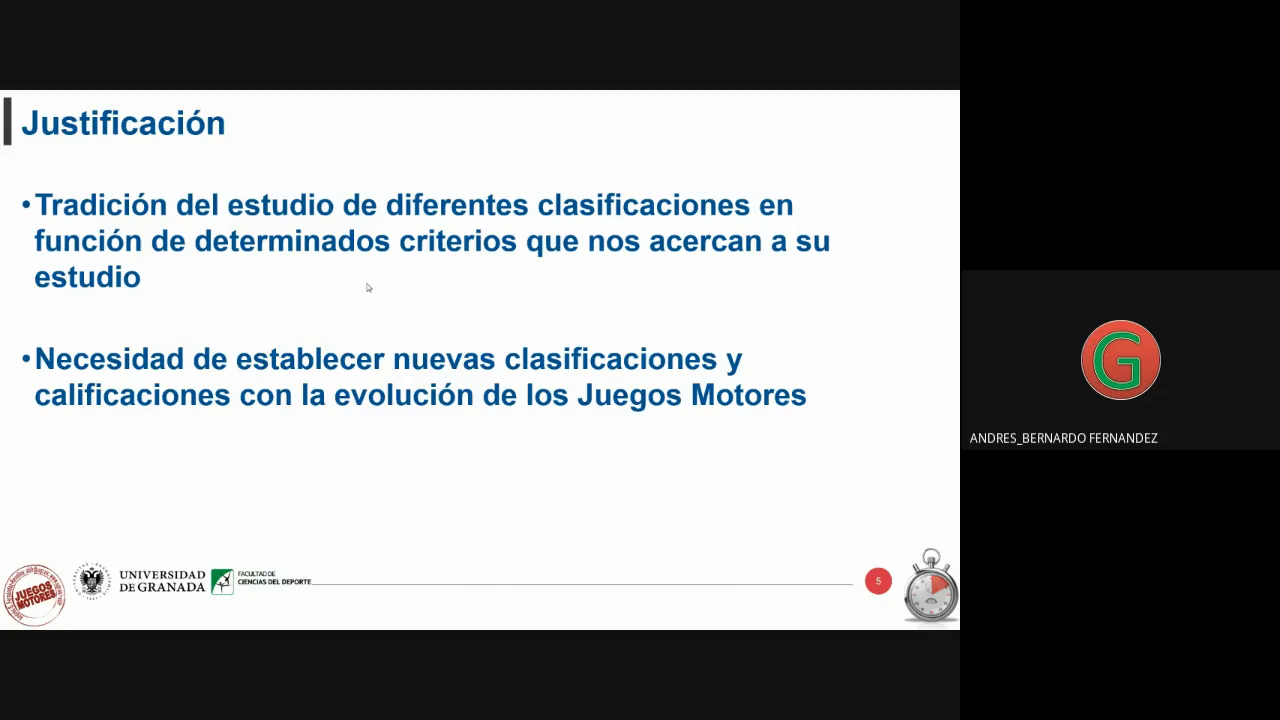 Justificación
•Tradición del estudio de diferentes clasificaciones en
función de determinados criterios que nos acercan a su
estudio
•Necesidad de establecer nuevas clasificaciones y
calificaciones con la evolución de los Juegos Motores
G
ANDRES_BERNARDO FERNANDEZ
JUEGOS
MOTORES
UNIVERSIDAD
DE GRANADA
FACULTAD DE
CIENCIAS DEL DEPORTE
5